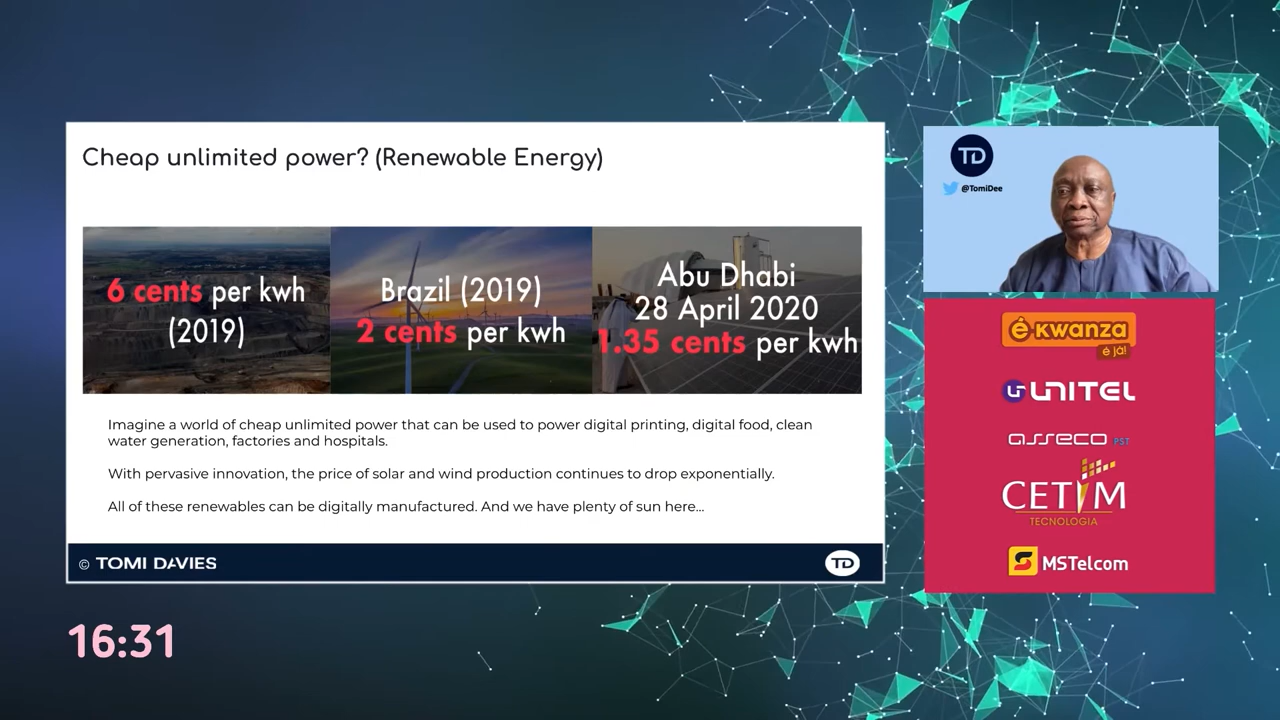 Cheap unlimited power? (Renewable Energy)
6 cents per kwh
(2019)
Brazil (2019)
2 cents per kwh
Abu Dhabi
28 April 2020
1.35 cents per kwh
Imagine a world of cheap unlimited power that can be used to power digital printing, digital food, clean
water generation, factories and hospitals.
With pervasive innovation, the price of solar and wind production continues to drop exponentially.
All of these renewables can be digitally manufactured. And we have plenty of sun here...
© TOMI DAVIES
TD
TD
@TomiDee
é-kwanza
é já!
UNITEL
asseco PST
CETIM
TECNOLOGIA
MSTelcom
16:31